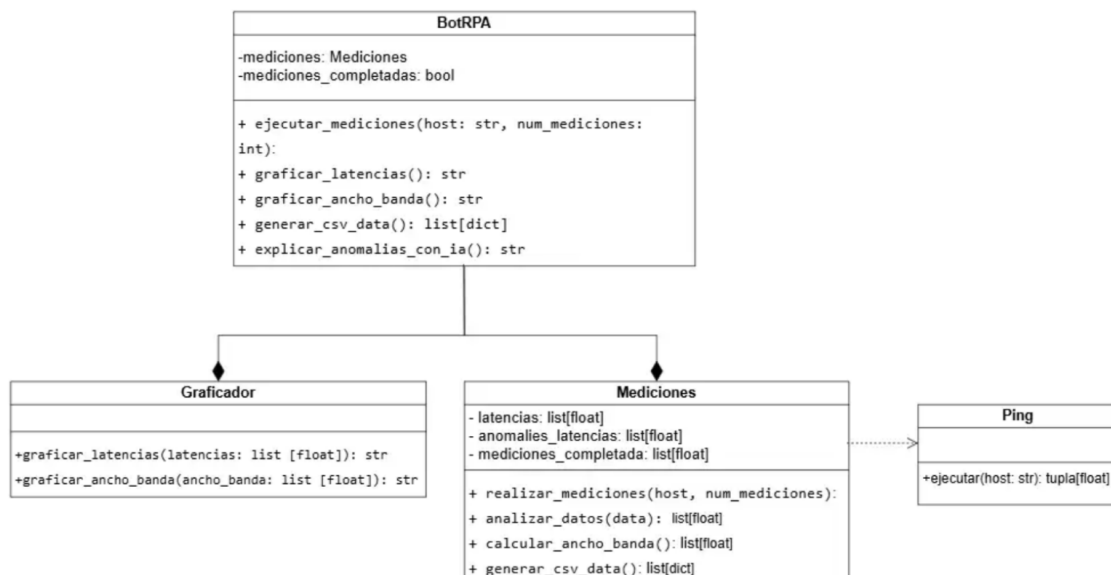 BotRPA
-mediciones: Mediciones
-mediciones_completadas: bool
+ ejecutar_mediciones(host: str, num_mediciones:
int):
+ graficar_latencias(): str
+ graficar_ancho_banda(): str
+ generar_csv_data(): list[dict]
+ explicar_anomalias_con_ia(): str
Graficador
+graficar_latencias(latencias: list [float]): str
+graficar_ancho_banda(ancho_banda: list [float]): str
Mediciones
- latencias: list[float]
- anomalies_latencias: list[float]
- mediciones_completada: list[float]
+ realizar_mediciones(host, num_mediciones):
+ analizar_datos(data): list[float]
+ calcular_ancho_banda(): list[float]
+ generar_csv_data(): list[dict]
Ping
+ejecutar(host: str): tupla[float]